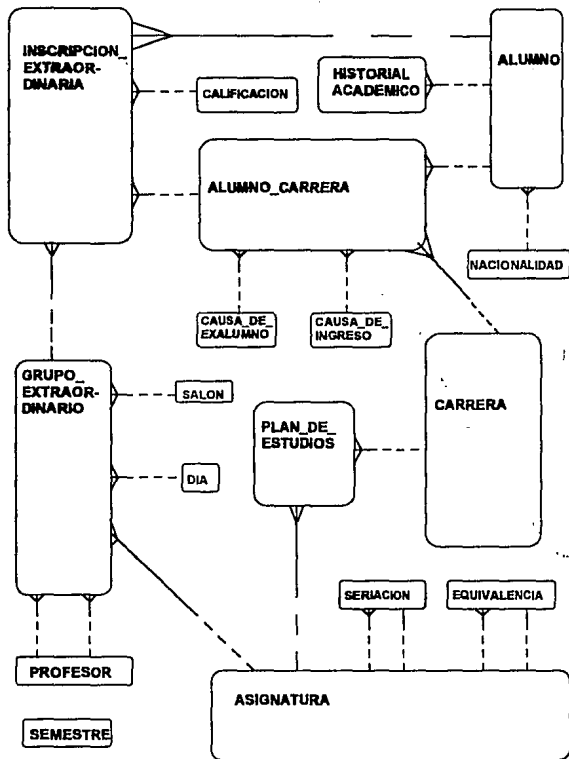 INSCRIPCION_
EXTRAOR-
DINARIA
ALUMNO
HISTORIAL
ACADEMICO
CALIFICACION
ALUMNO_CARRERA
NACIONALIDAD
CAUSA_DE_
EXALUMNO
CAUSA_DE_
INGRESO
GRUPO_
EXTRAOR-
DINARIO
SALON
CARRERA
PLAN_DE_
ESTUDIOS
DIA
SERIACION
EQUIVALENCIA
PROFESOR
ASIGNATURA
SEMESTRE